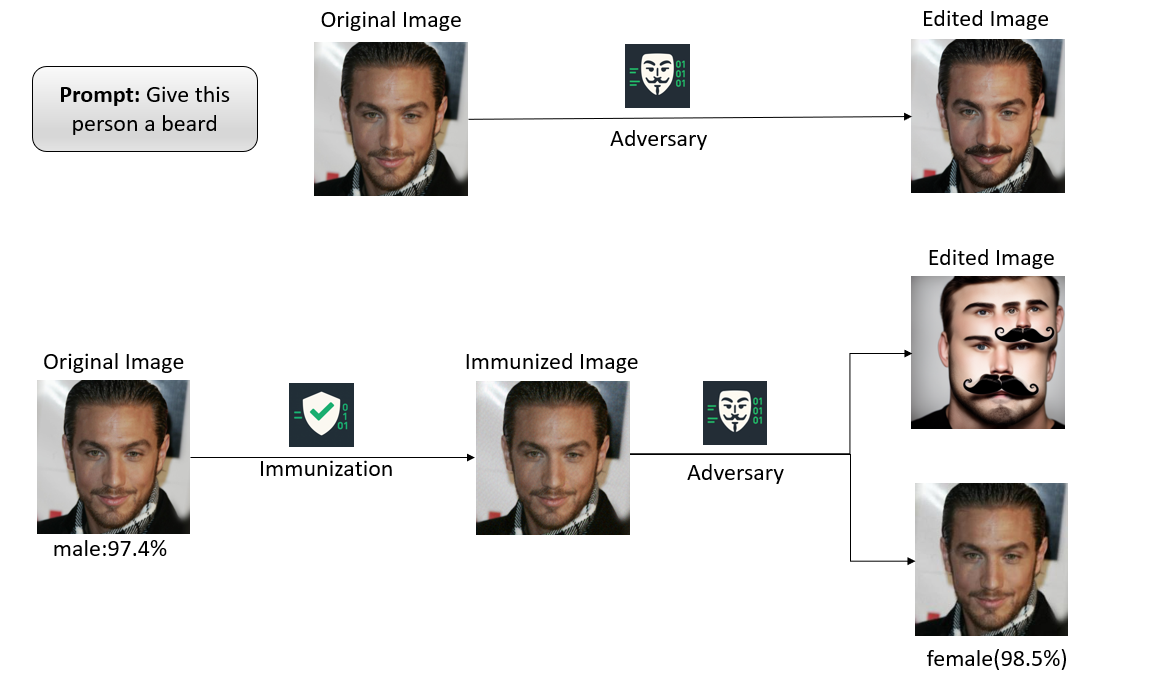 Original Image
Edited Image
Prompt: Give this
person a beard
01
01
01
Adversary
Edited Image
Original Image
Immunized Image
0
1
01
01
01
01
Immunization
Adversary
male:97.4%
female(98.5%)